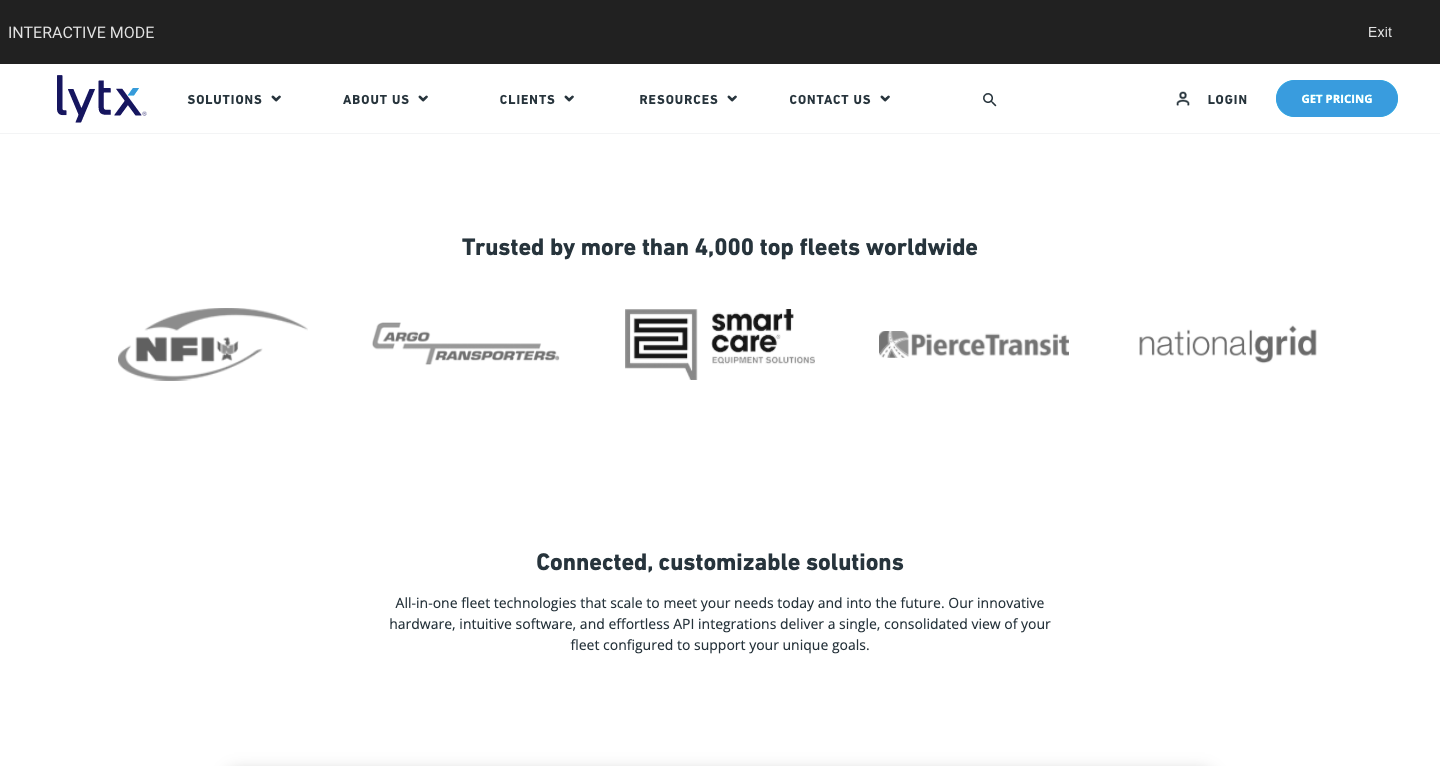 INTERACTIVE MODE
Exit
lytx®
SOLUTIONS
ABOUT US
CLIENTS
RESOURCES
CONTACT US
LOGIN
GET PRICING
Trusted by more than 4,000 top fleets worldwide
NFI
CARGO
TRANSPORTERS.
smart
care®
EQUIPMENT SOLUTIONS
PierceTransit
nationalgrid
Connected, customizable solutions
All-in-one fleet technologies that scale to meet your needs today and into the future. Our innovative
hardware, intuitive software, and effortless API integrations deliver a single, consolidated view of your
fleet configured to support your unique goals.